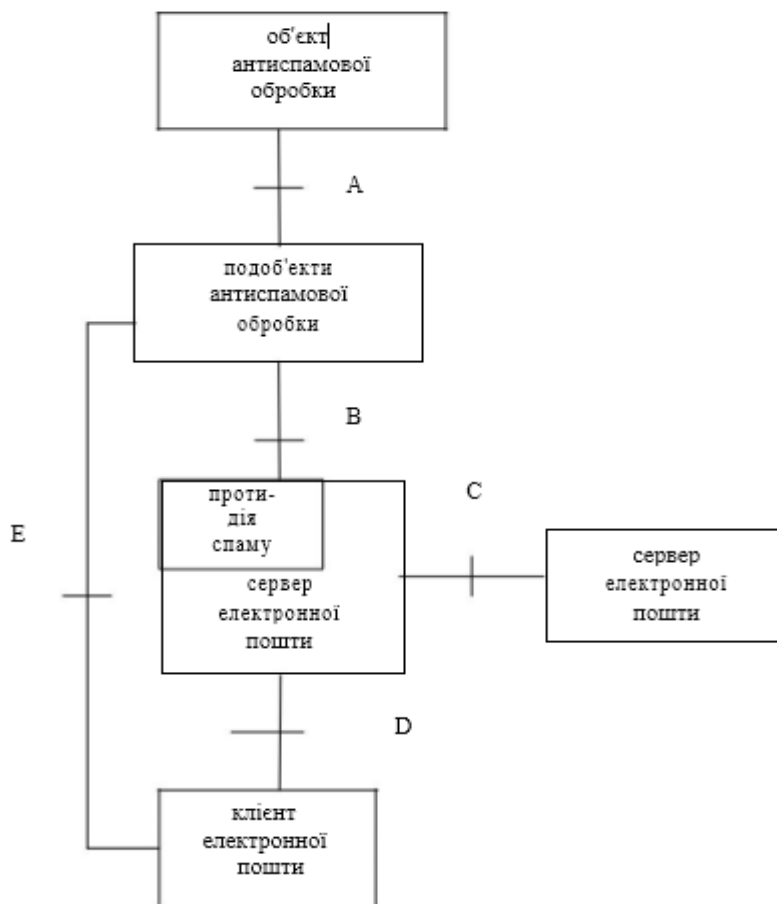 об'єкт
антиспамової
обробки
A
подоб'екти
антиспамової
обробки
B
проти-
дія
спаму
C
E
сервер
електронної
пошти
сервер
електронної
пошти
D
клієнт
електронної
пошти